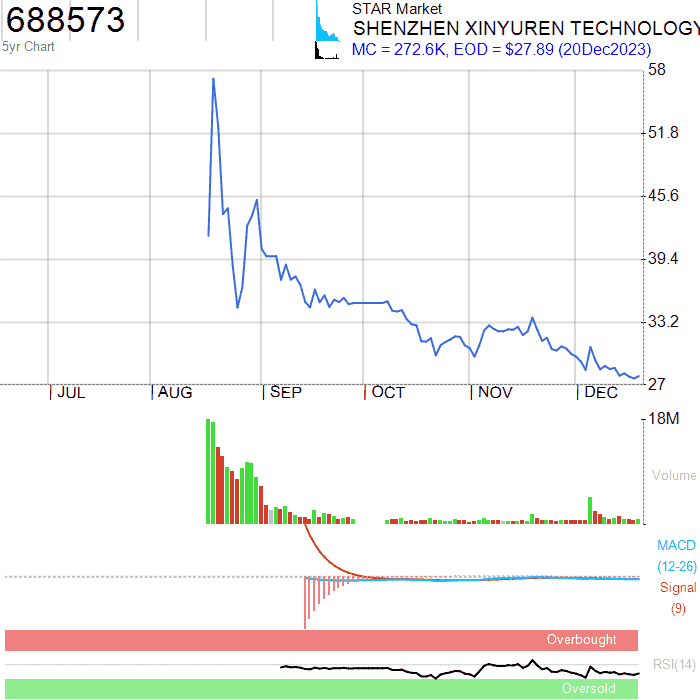 688573
5yr Chart
STAR Market
SHENZHEN XINYUREN TECHNOLOGY
MC = 272.6K, EOD = $27.89 (20Dec2023)
58
51.8
45.6
39.4
33.2
27
JUL AUG SEP OCT NOV DEC
18M
Volume
MACD
(12-26)
Signal
(9)
Overbought
RSI(14)
Oversold